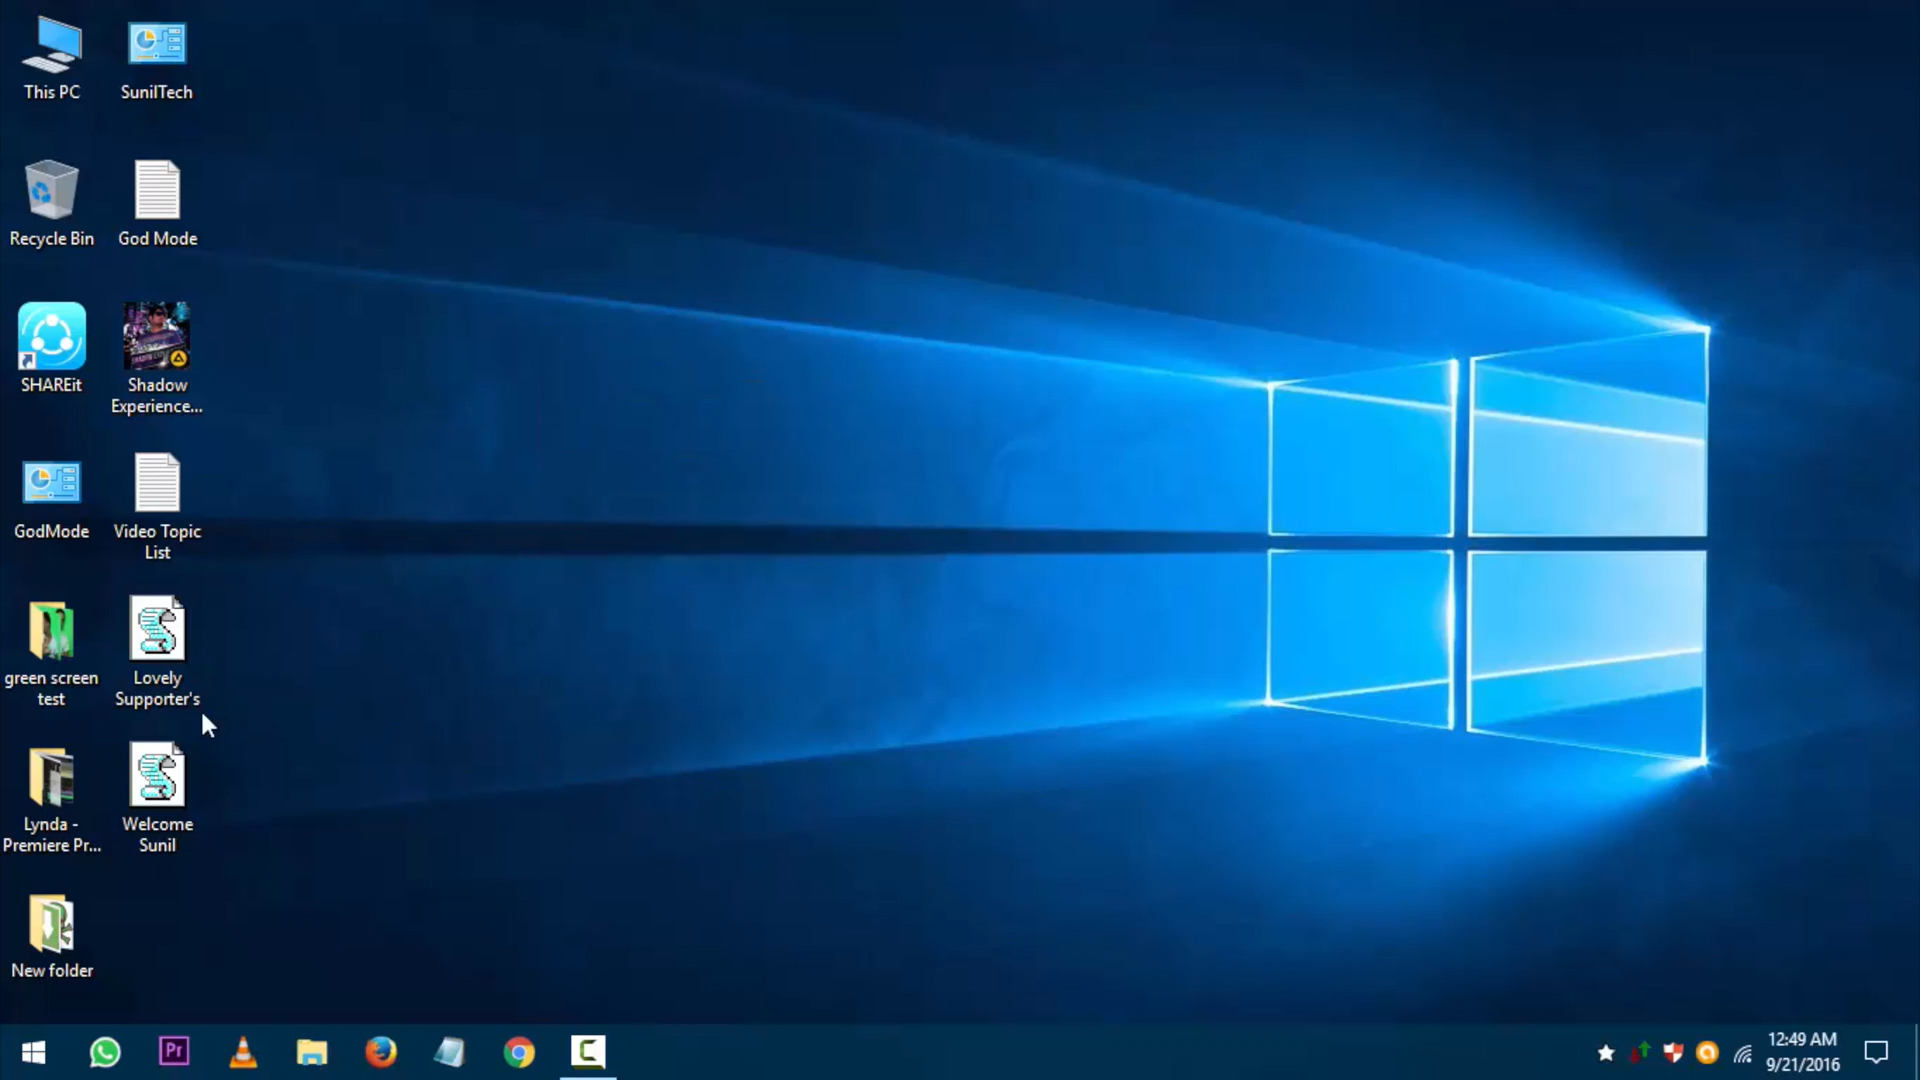 This PC
SunilTech
Recycle Bin
God Mode
SHAREit
Shadow
Experience...
GodMode
Video Topic
List
green screen
test
Lovely
Supporter's
Lynda -
Premiere Pr...
Welcome
Sunil
New folder
Pr
12:49 AM
9/21/2016